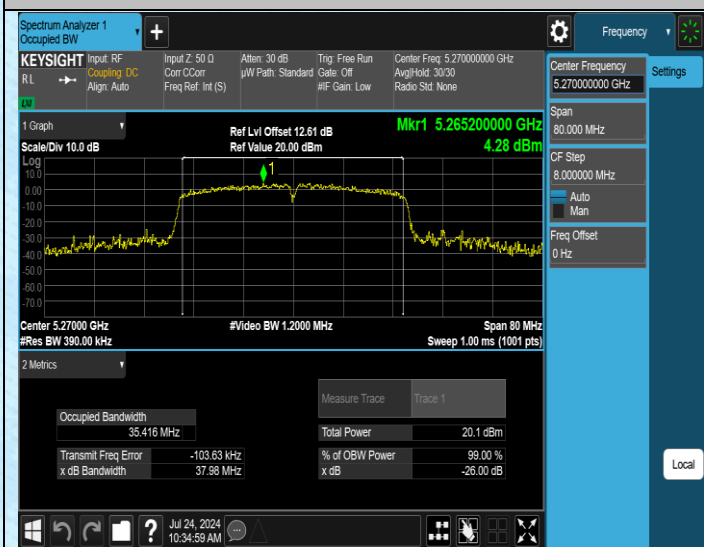 Spectrum Analyzer 1
Occupied BW
Frequency
KEYSIGHT
RL
LXI
Input: RF
Coupling: DC
Align: Auto
Input Z: 50 Ω
Corr CCorr
Freq Ref: Int (S)
Atten: 30 dB
µW Path: Standard
Trig: Free Run
Gate: Off
#IF Gain: Low
Center Freq: 5.270000000 GHz
Avg|Hold: 30/30
Radio Std: None
Center Frequency
5.270000000 GHz
Settings
Span
80.000 MHz
CF Step
8.000000 MHz
Auto
Man
Freq Offset
0 Hz
1 Graph
Scale/Div 10.0 dB
Ref Lvl Offset 12.61 dB
Ref Value 20.00 dBm
Mkr1 5.265200000 GHz
4.28 dBm
Log
10.0
0.00
-10.0
-20.0
-30.0
-40.0
-50.0
-60.0
-70.0
1
Center 5.27000 GHz
#Res BW 390.00 kHz
#Video BW 1.2000 MHz
Span 80 MHz
Sweep 1.00 ms (1001 pts)
2 Metrics
Measure Trace
Trace 1
Occupied Bandwidth
35.416 MHz
Total Power
20.1 dBm
Transmit Freq Error
-103.63 kHz
% of OBW Power
99.00 %
x dB Bandwidth
37.98 MHz
x dB
-26.00 dB
Local
?
Jul 24, 2024
10:34:59 AM